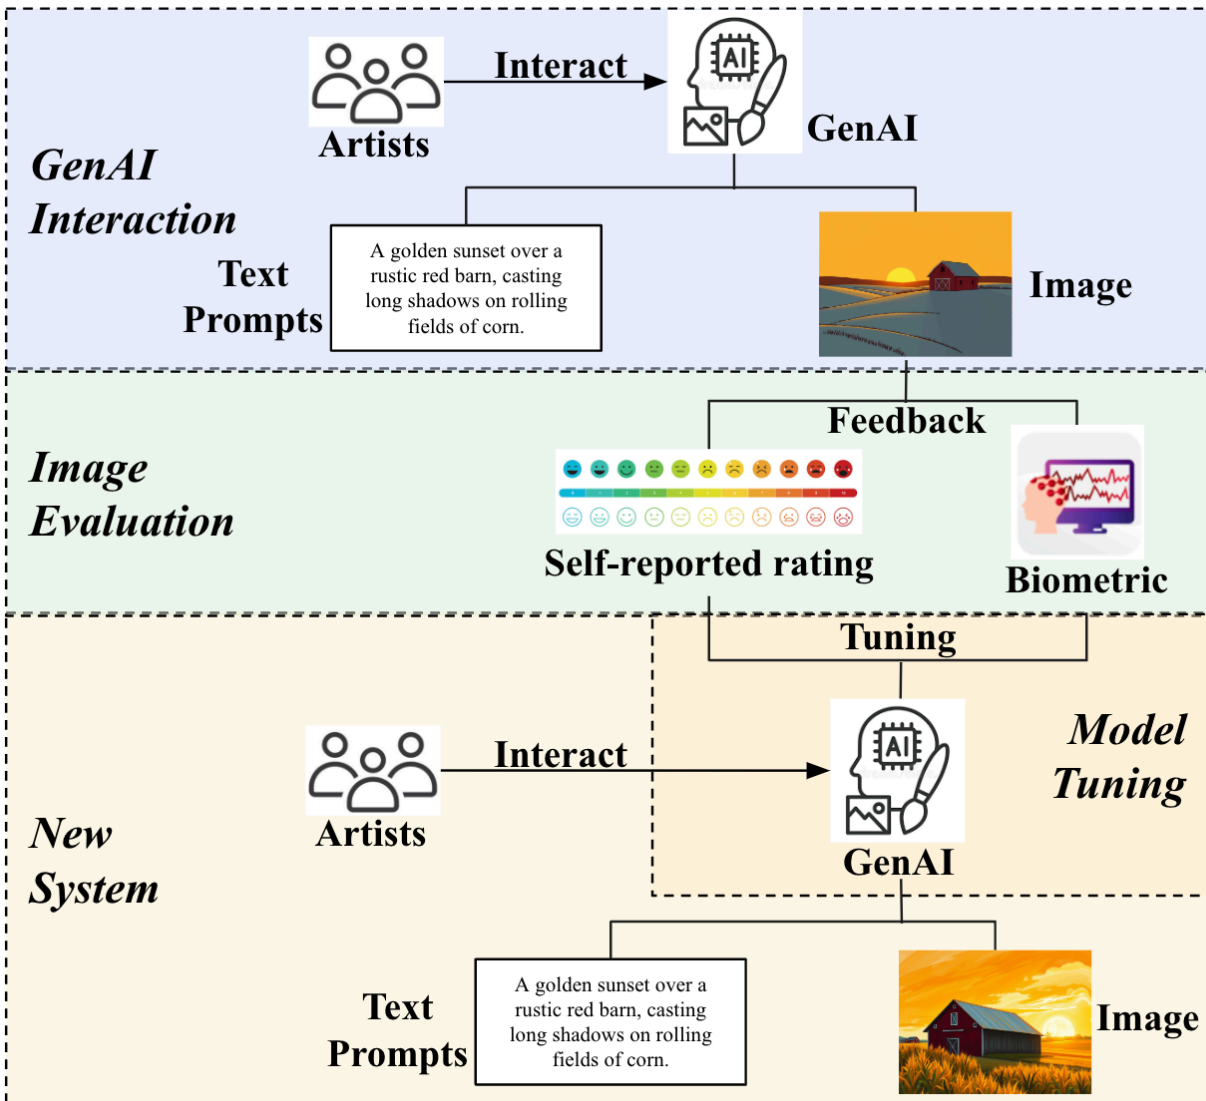 Interact
AI
Artists
GenAI
GenAI
Interaction
Text
Prompts
A golden sunset over a
rustic red barn, casting
long shadows on rolling
fields of corn.
Image
Feedback
Image
Evaluation
Self-reported rating
Biometric
Tuning
Model
Tuning
Interact
AI
Artists
GenAI
New
System
Text
Prompts
A golden sunset over a
rustic red barn, casting
long shadows on rolling
fields of corn.
Image